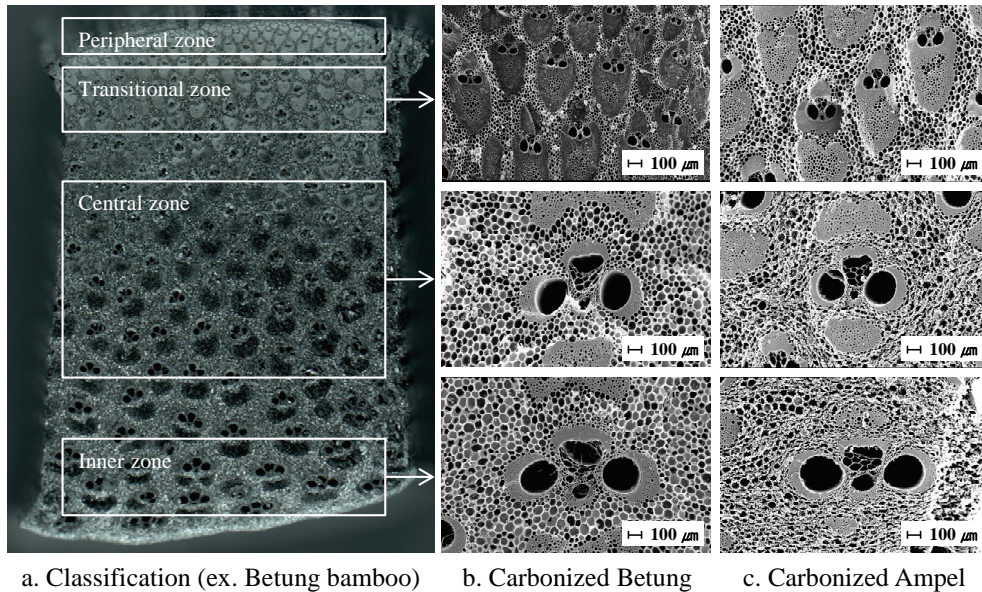 Peripheral zone
Transitional zone
Central zone
Inner zone
100 ㎛
100 ㎛
100 ㎛
100 ㎛
100 ㎛
100 ㎛
a. Classification (ex. Betung bamboo)
b. Carbonized Betung
c. Carbonized Ampel